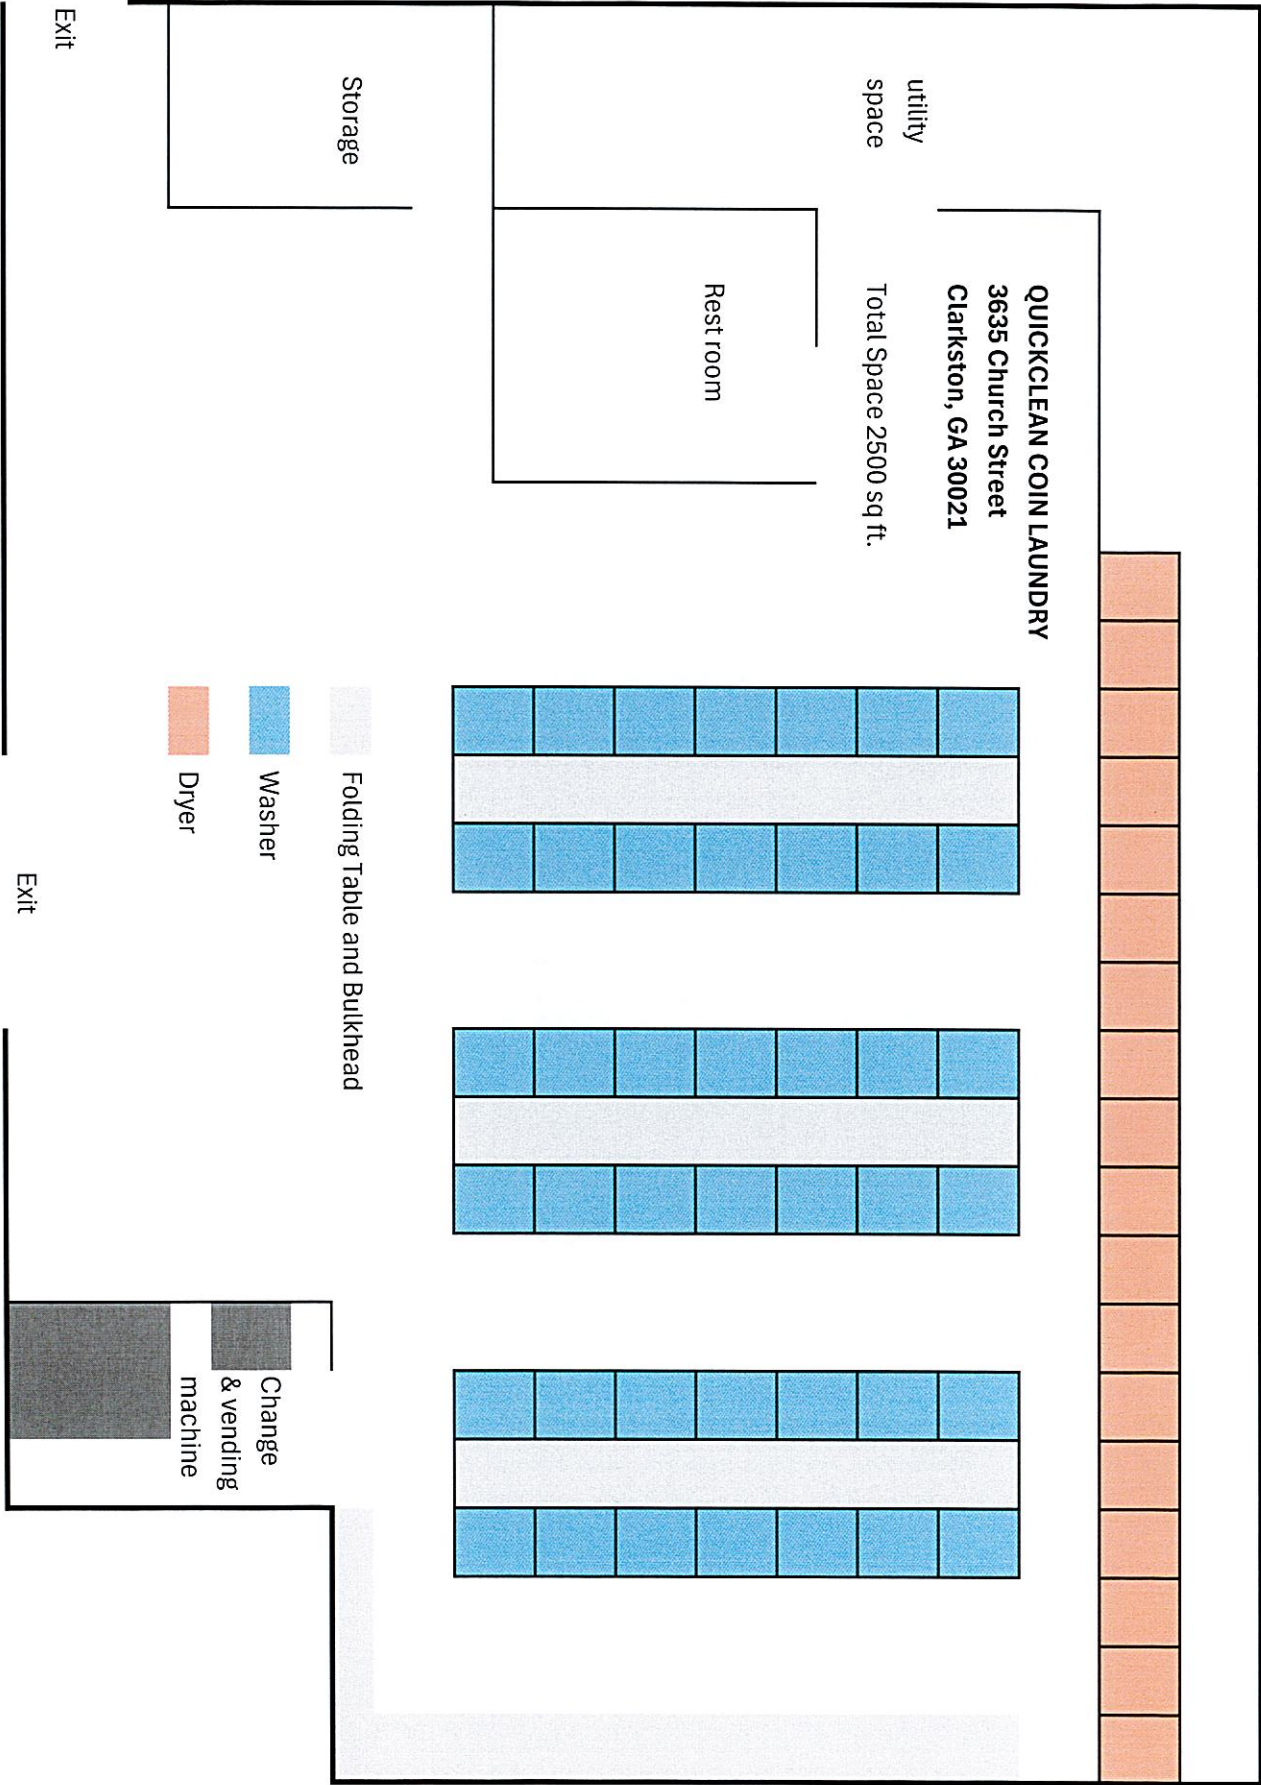 QUICKCLEAN COIN LAUNDRY
3635 Church Street
Clarkston, GA 30021
Total Space 2500 sq ft.
utility
space
Rest room
Storage
Exit
Folding Table and Bulkhead
Washer
Dryer
Exit
Change
& vending
machine